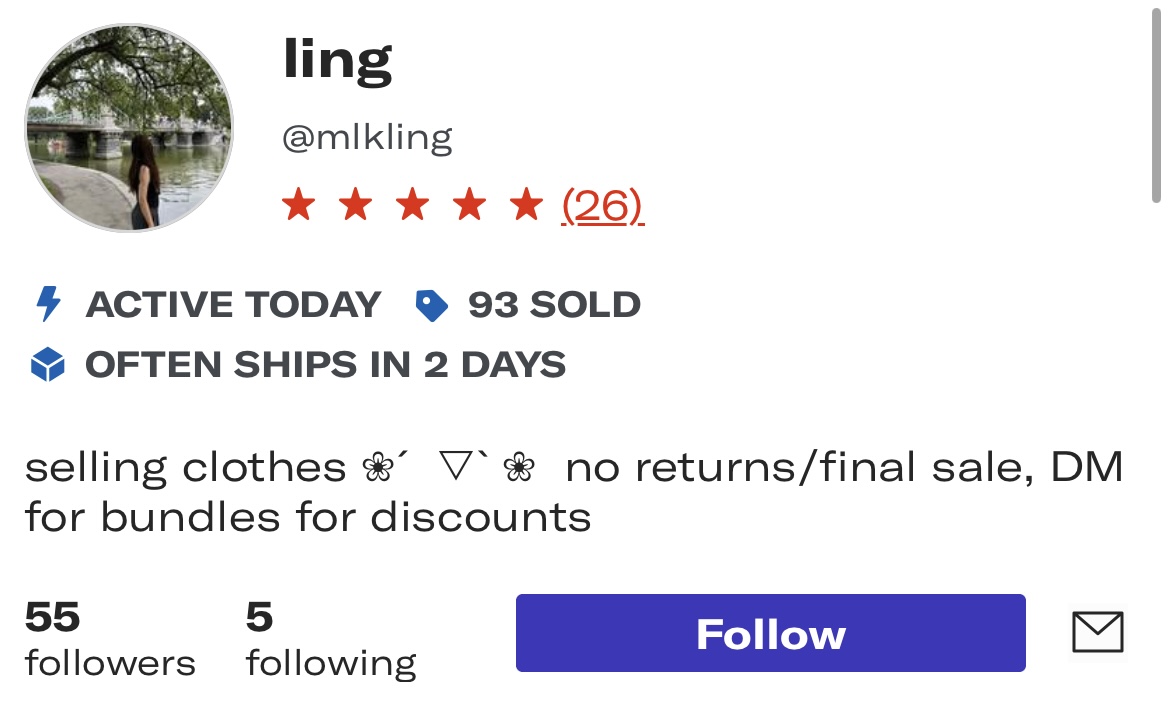 ling
@mlkling
★ ★ ★ ★ ★ (26)
ACTIVE TODAY 93 SOLD
OFTEN SHIPS IN 2 DAYS
selling clothes ❀´ ▽`❀ no returns/final sale, DM
for bundles for discounts
55 5
followers following
Follow